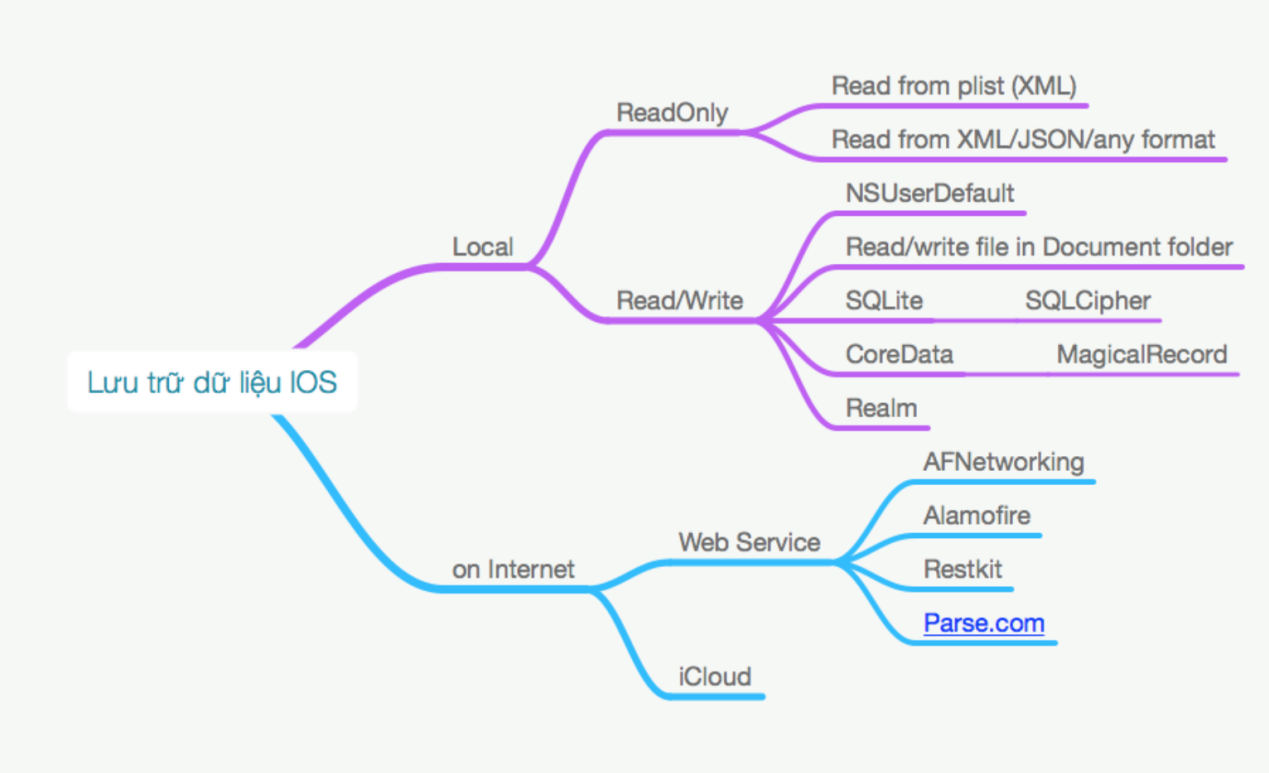 Lưu trữ dữ liệu IOS
Local
ReadOnly
Read from plist (XML)
Read from XML/JSON/any format
Read/Write
NSUserDefault
Read/write file in Document folder
SQLite SQLCipher
CoreData MagicalRecord
Realm
on Internet
Web Service
AFNetworking
Alamofire
Restkit
Parse.com
iCloud